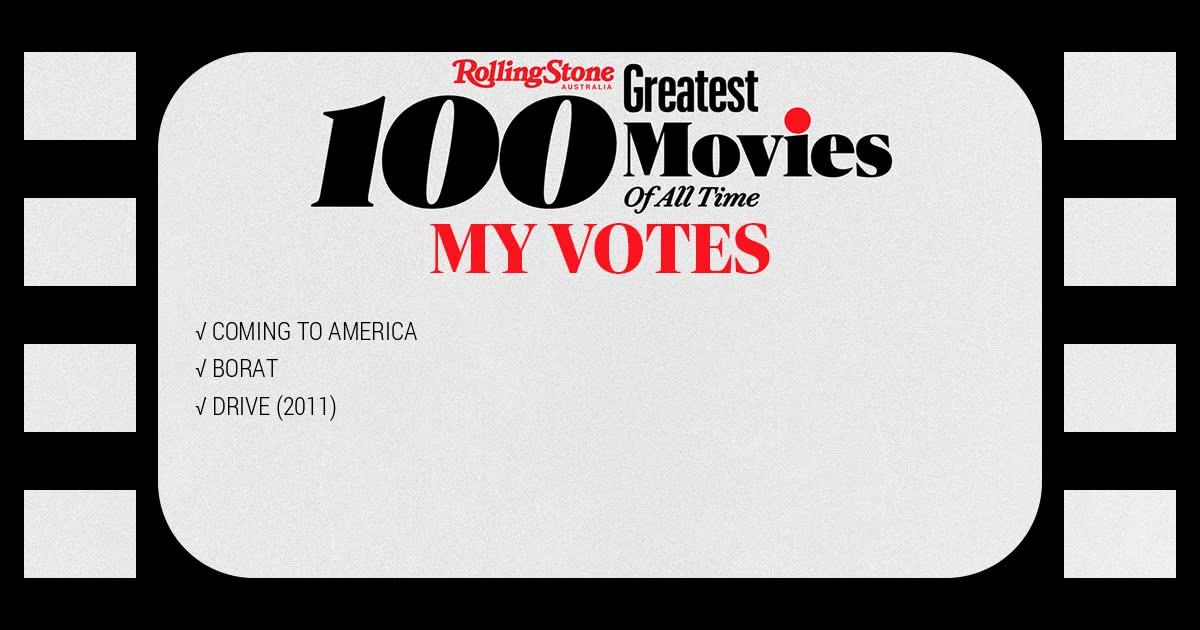 RollingStone
AUSTRALIA
100 Greatest
Movies
Of All Time
MY VOTES
√ COMING TO AMERICA
√ BORAT
√ DRIVE (2011)